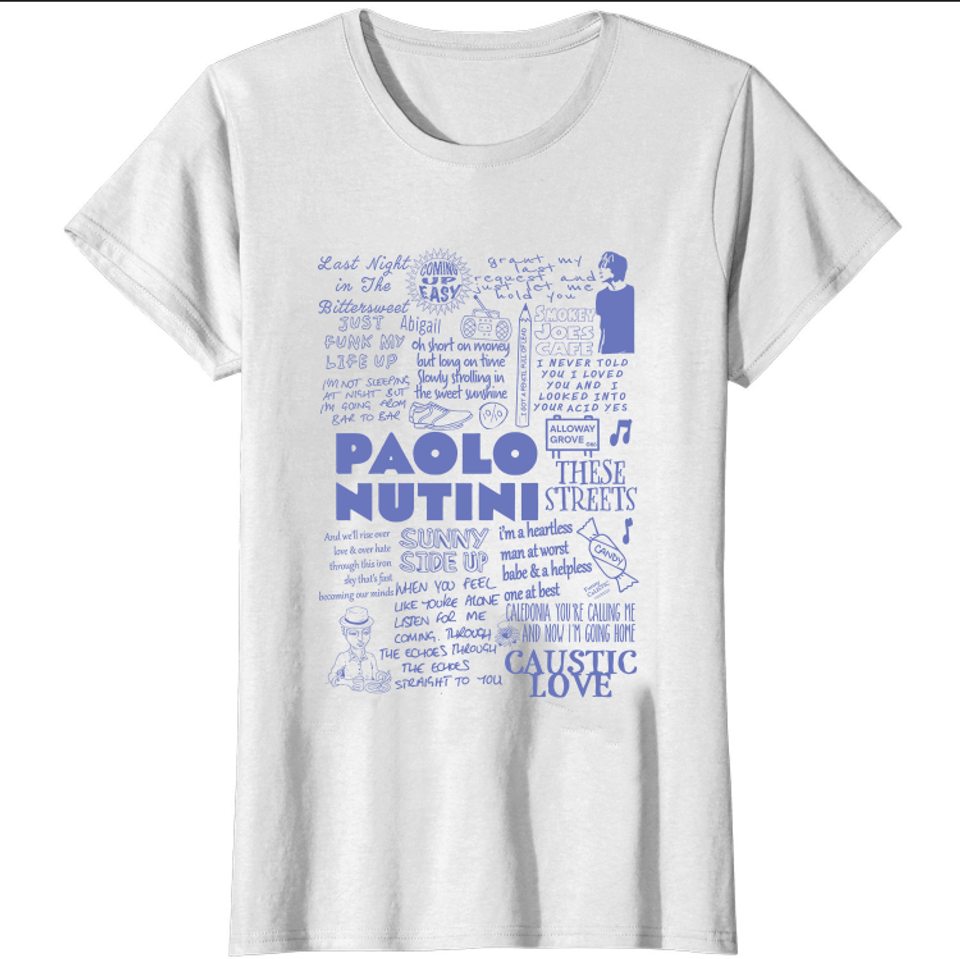 Last Night
in The
Bittersweet
COMING
UP
EASY
grant my
last
request and
just let me
hold you
JUST
FUNK MY
LIFE UP
Abigail
SMOKEY
JOES
CAFE
I'M NOT SLEEPING
AT NIGHT BUT
I'M GOING FROM
BAR TO BAR
oh short on money
but long on time
Slowly strolling in
the sweet sunshine
I GOT A PENCIL FULL OF LEAD
I NEVER TOLD
YOU I LOVED
YOU AND I
LOOKED INTO
YOUR ACID YES
ALLOWAY
GROVE
PAOLO
NUTINI
THESE
STREETS
And we'll rise over
love & over hate
through this iron
sky that's fast
becoming our minds
SUNNY
SIDE UP
i'm a heartless
man at worst
babe & a helpless
one at best
CANDY
WHEN YOU FEEL
LIKE YOU'RE ALONE
LISTEN FOR ME
COMING. THROUGH
THE ECHOES THROUGH
THE ECHOES
STRAIGHT TO YOU
CALEDONIA YOU'RE CALLING ME
AND NOW I'M GOING HOME
CAUSTIC
LOVE